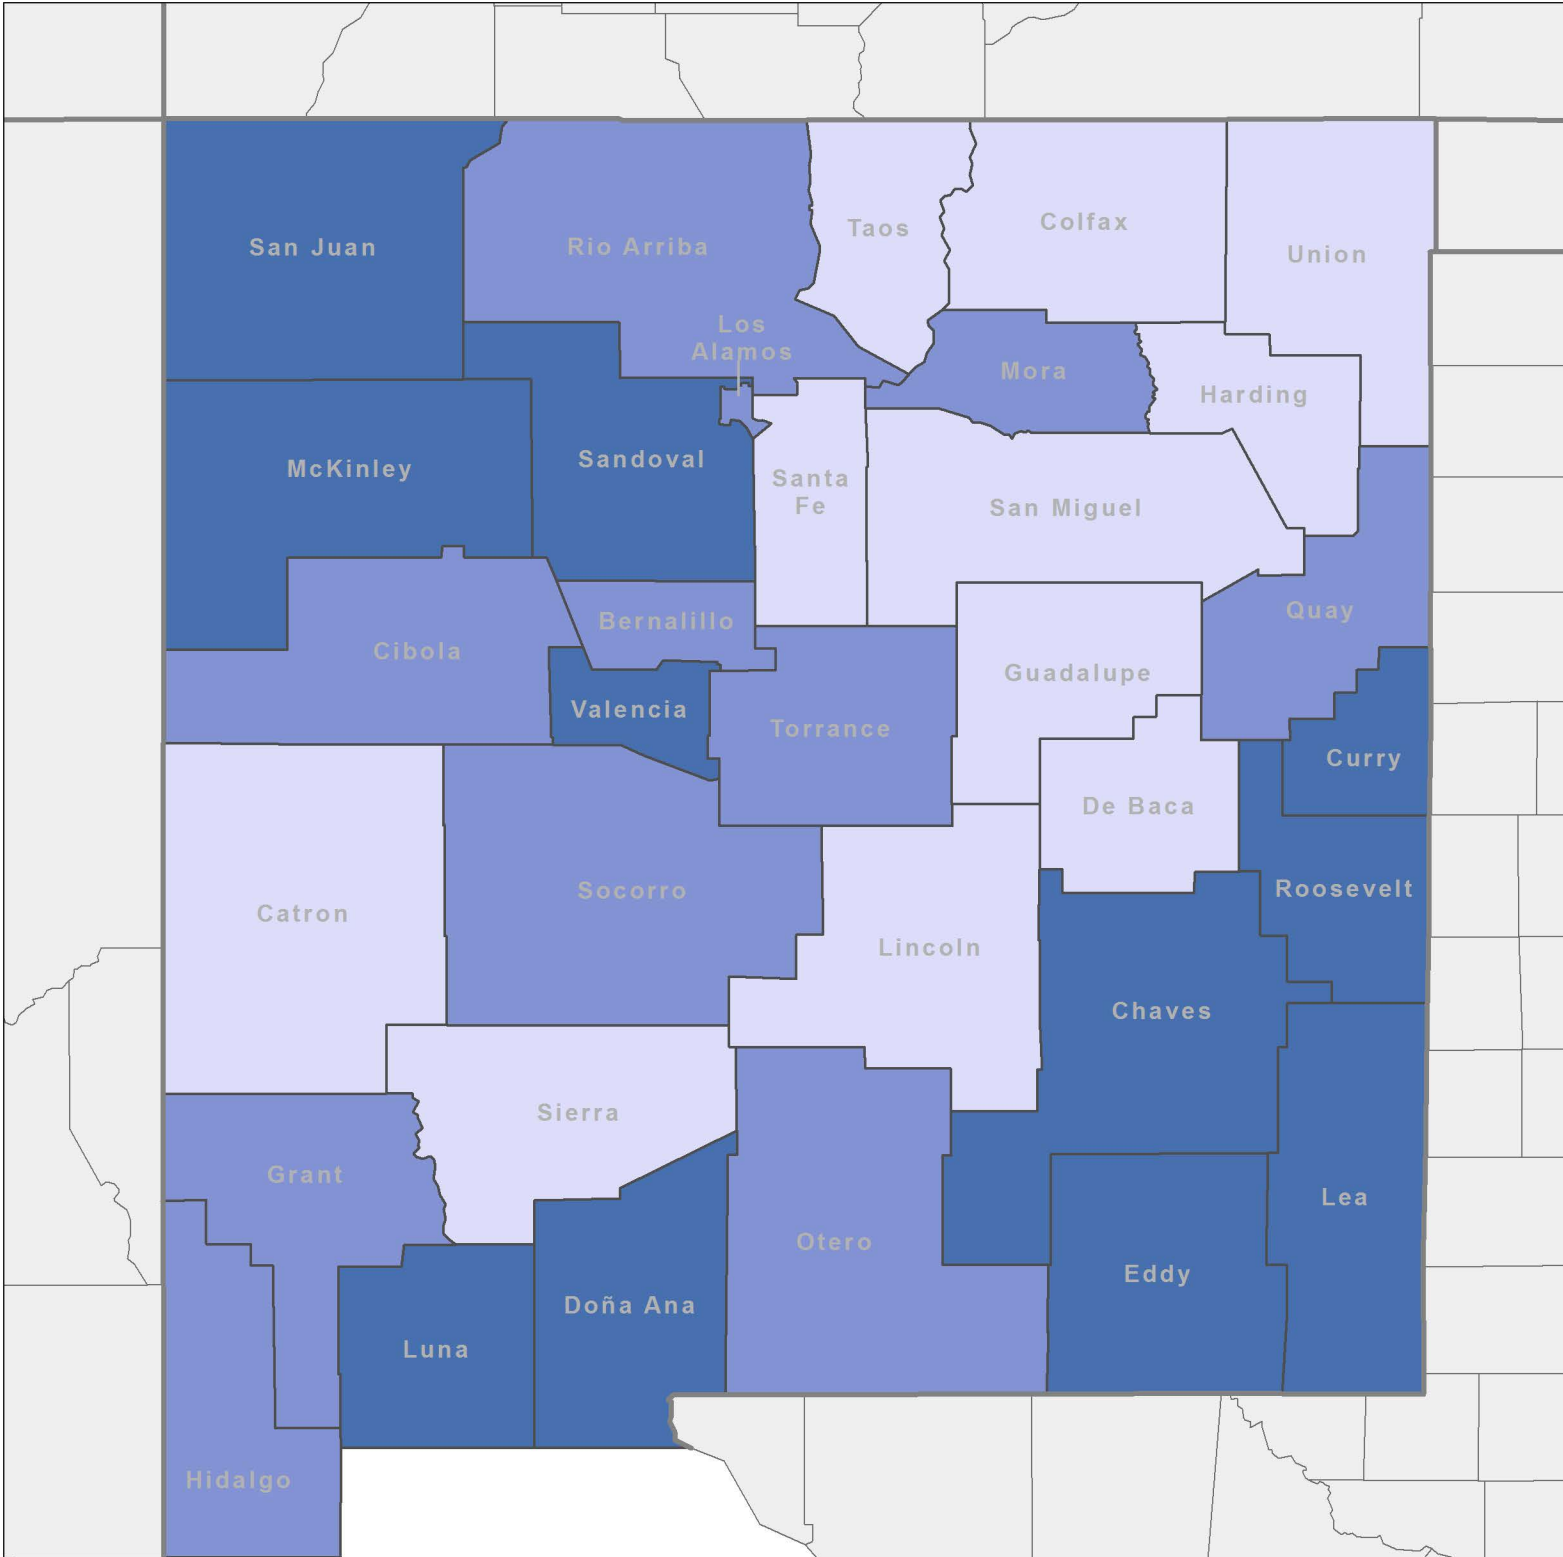 Taos
Colfax
San Juan
Rio Arriba
Union
Los
Alamos
Mora
Harding
McKinley
Sandoval
Santa
Fe
San Miguel
Quay
Bernalillo
Cibola
Guadalupe
Valencia
Torrance
Curry
De Baca
Roosevelt
Socorro
Catron
Lincoln
Chaves
Sierra
Grant
Lea
Otero
Eddy
Doña Ana
Luna
Hidalgo